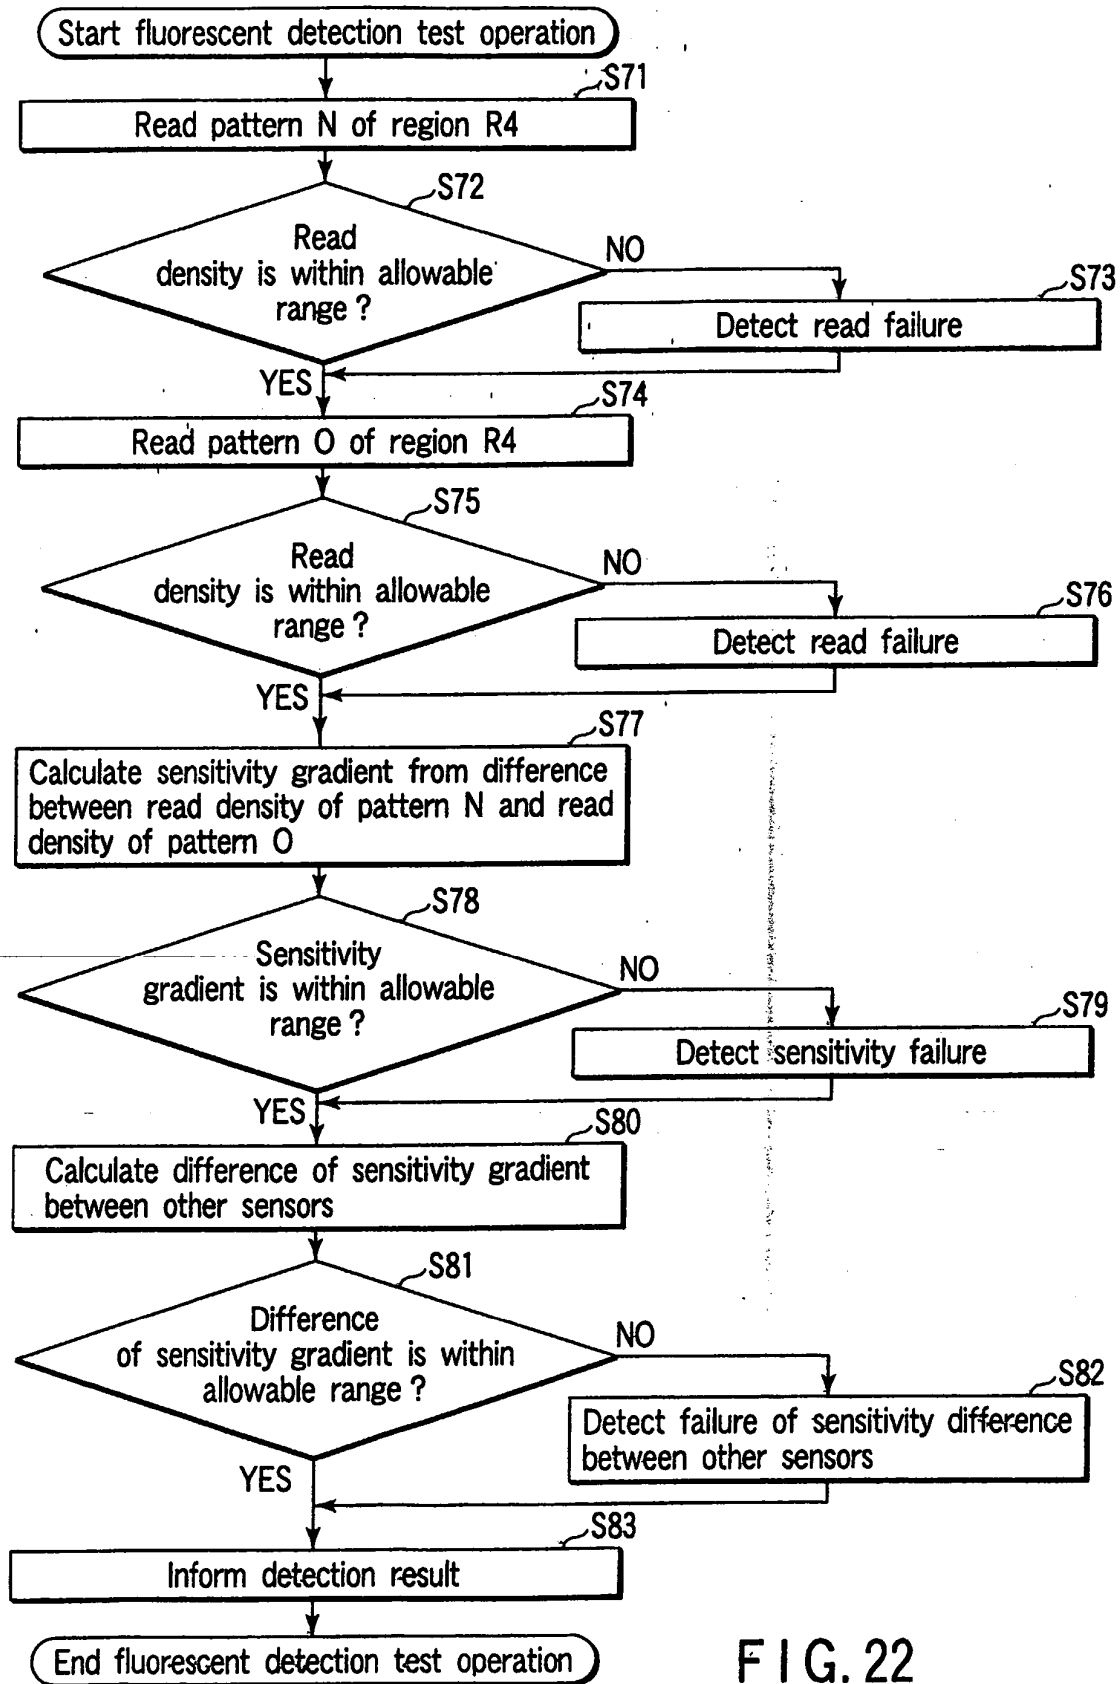 Start fluorescent detection test operation
S71
Read pattern N of region R4
S72
Read
density is within allowable
range ?
NO
S73
Detect read failure
YES
S74
Read pattern O of region R4
S75
Read
density is within allowable
range ?
NO
S76
Detect read failure
YES
S77
Calculate sensitivity gradient from difference
between read density of pattern N and read
density of pattern O
S78
Sensitivity
gradient is within allowable
range ?
NO
S79
Detect sensitivity failure
YES
S80
Calculate difference of sensitivity gradient
between other sensors
S81
Difference
of sensitivity gradient is within
allowable range ?
NO
S82
Detect failure of sensitivity difference
between other sensors
YES
S83
Inform detection result
End fluorescent detection test operation
FIG. 22